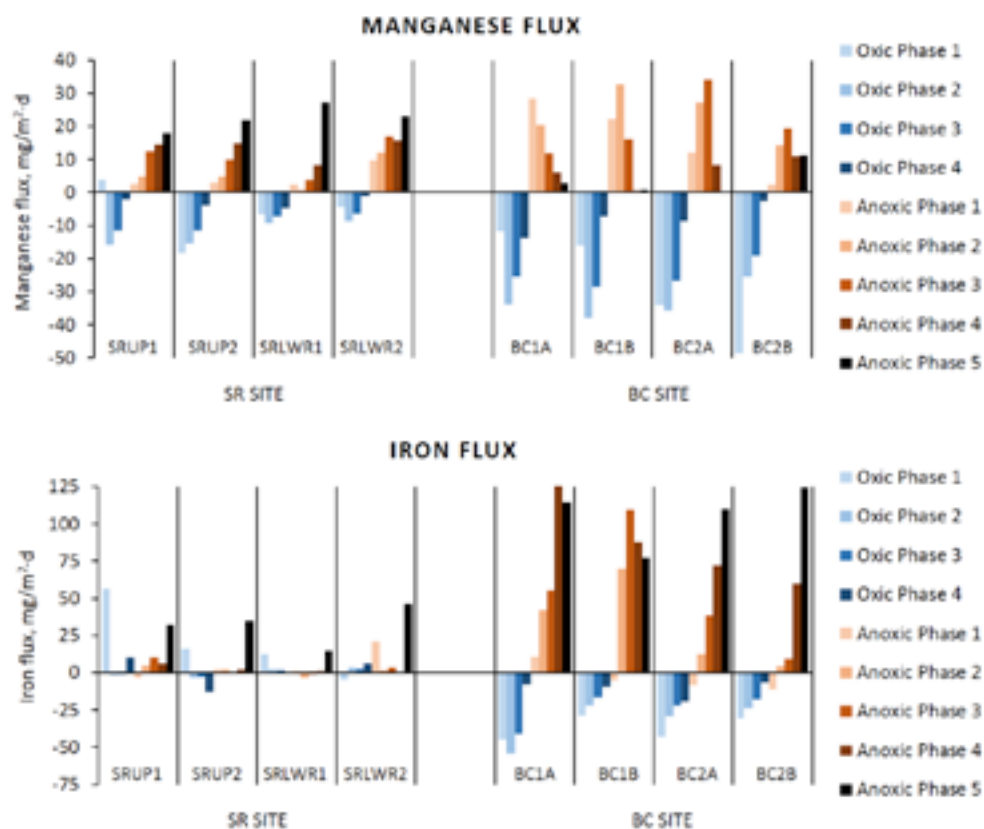 MANGANESE FLUX
Manganese flux, mg/m²·d
40
30
20
10
0
-10
-20
-30
-40
-50
SRUP1 SRUP2 SRLWR1 SRLWR2 BC1A BC1B BC2A BC2B
SR SITE BC SITE
Oxic Phase 1
Oxic Phase 2
Oxic Phase 3
Oxic Phase 4
Anoxic Phase 1
Anoxic Phase 2
Anoxic Phase 3
Anoxic Phase 4
Anoxic Phase 5
IRON FLUX
Iron flux, mg/m²·d
125
100
75
50
25
0
-25
-50
-75
SRUP1 SRUP2 SRLWR1 SRLWR2 BC1A BC1B BC2A BC2B
SR SITE BC SITE
Oxic Phase 1
Oxic Phase 2
Oxic Phase 3
Oxic Phase 4
Anoxic Phase 1
Anoxic Phase 2
Anoxic Phase 3
Anoxic Phase 4
Anoxic Phase 5